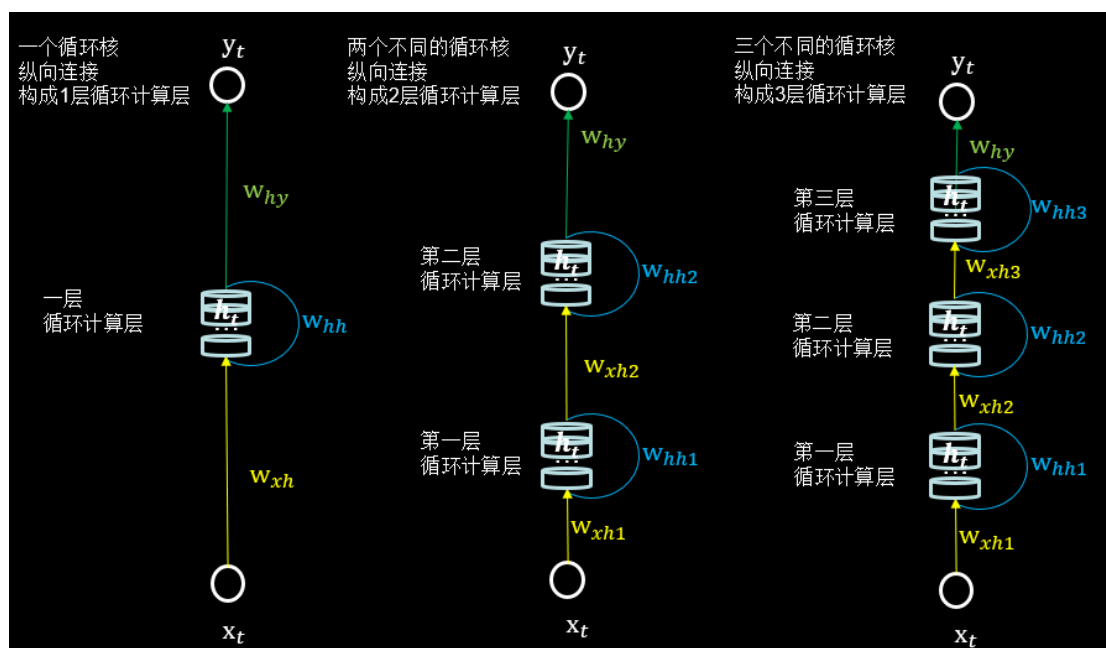 一个循环核
纵向连接
构成1层循环计算层
y_t
w_hy
一层
循环计算层
h_t
...
w_hh
w_xh
x_t
两个不同的循环核
纵向连接
构成2层循环计算层
y_t
w_hy
第二层
循环计算层
h_t
...
w_hh2
w_xh2
第一层
循环计算层
h_t
...
w_hh1
w_xh1
x_t
三个不同的循环核
纵向连接
构成3层循环计算层
y_t
w_hy
第三层
循环计算层
h_t
...
w_hh3
w_xh3
第二层
循环计算层
h_t
...
w_hh2
w_xh2
第一层
循环计算层
h_t
...
w_hh1
w_xh1
x_t